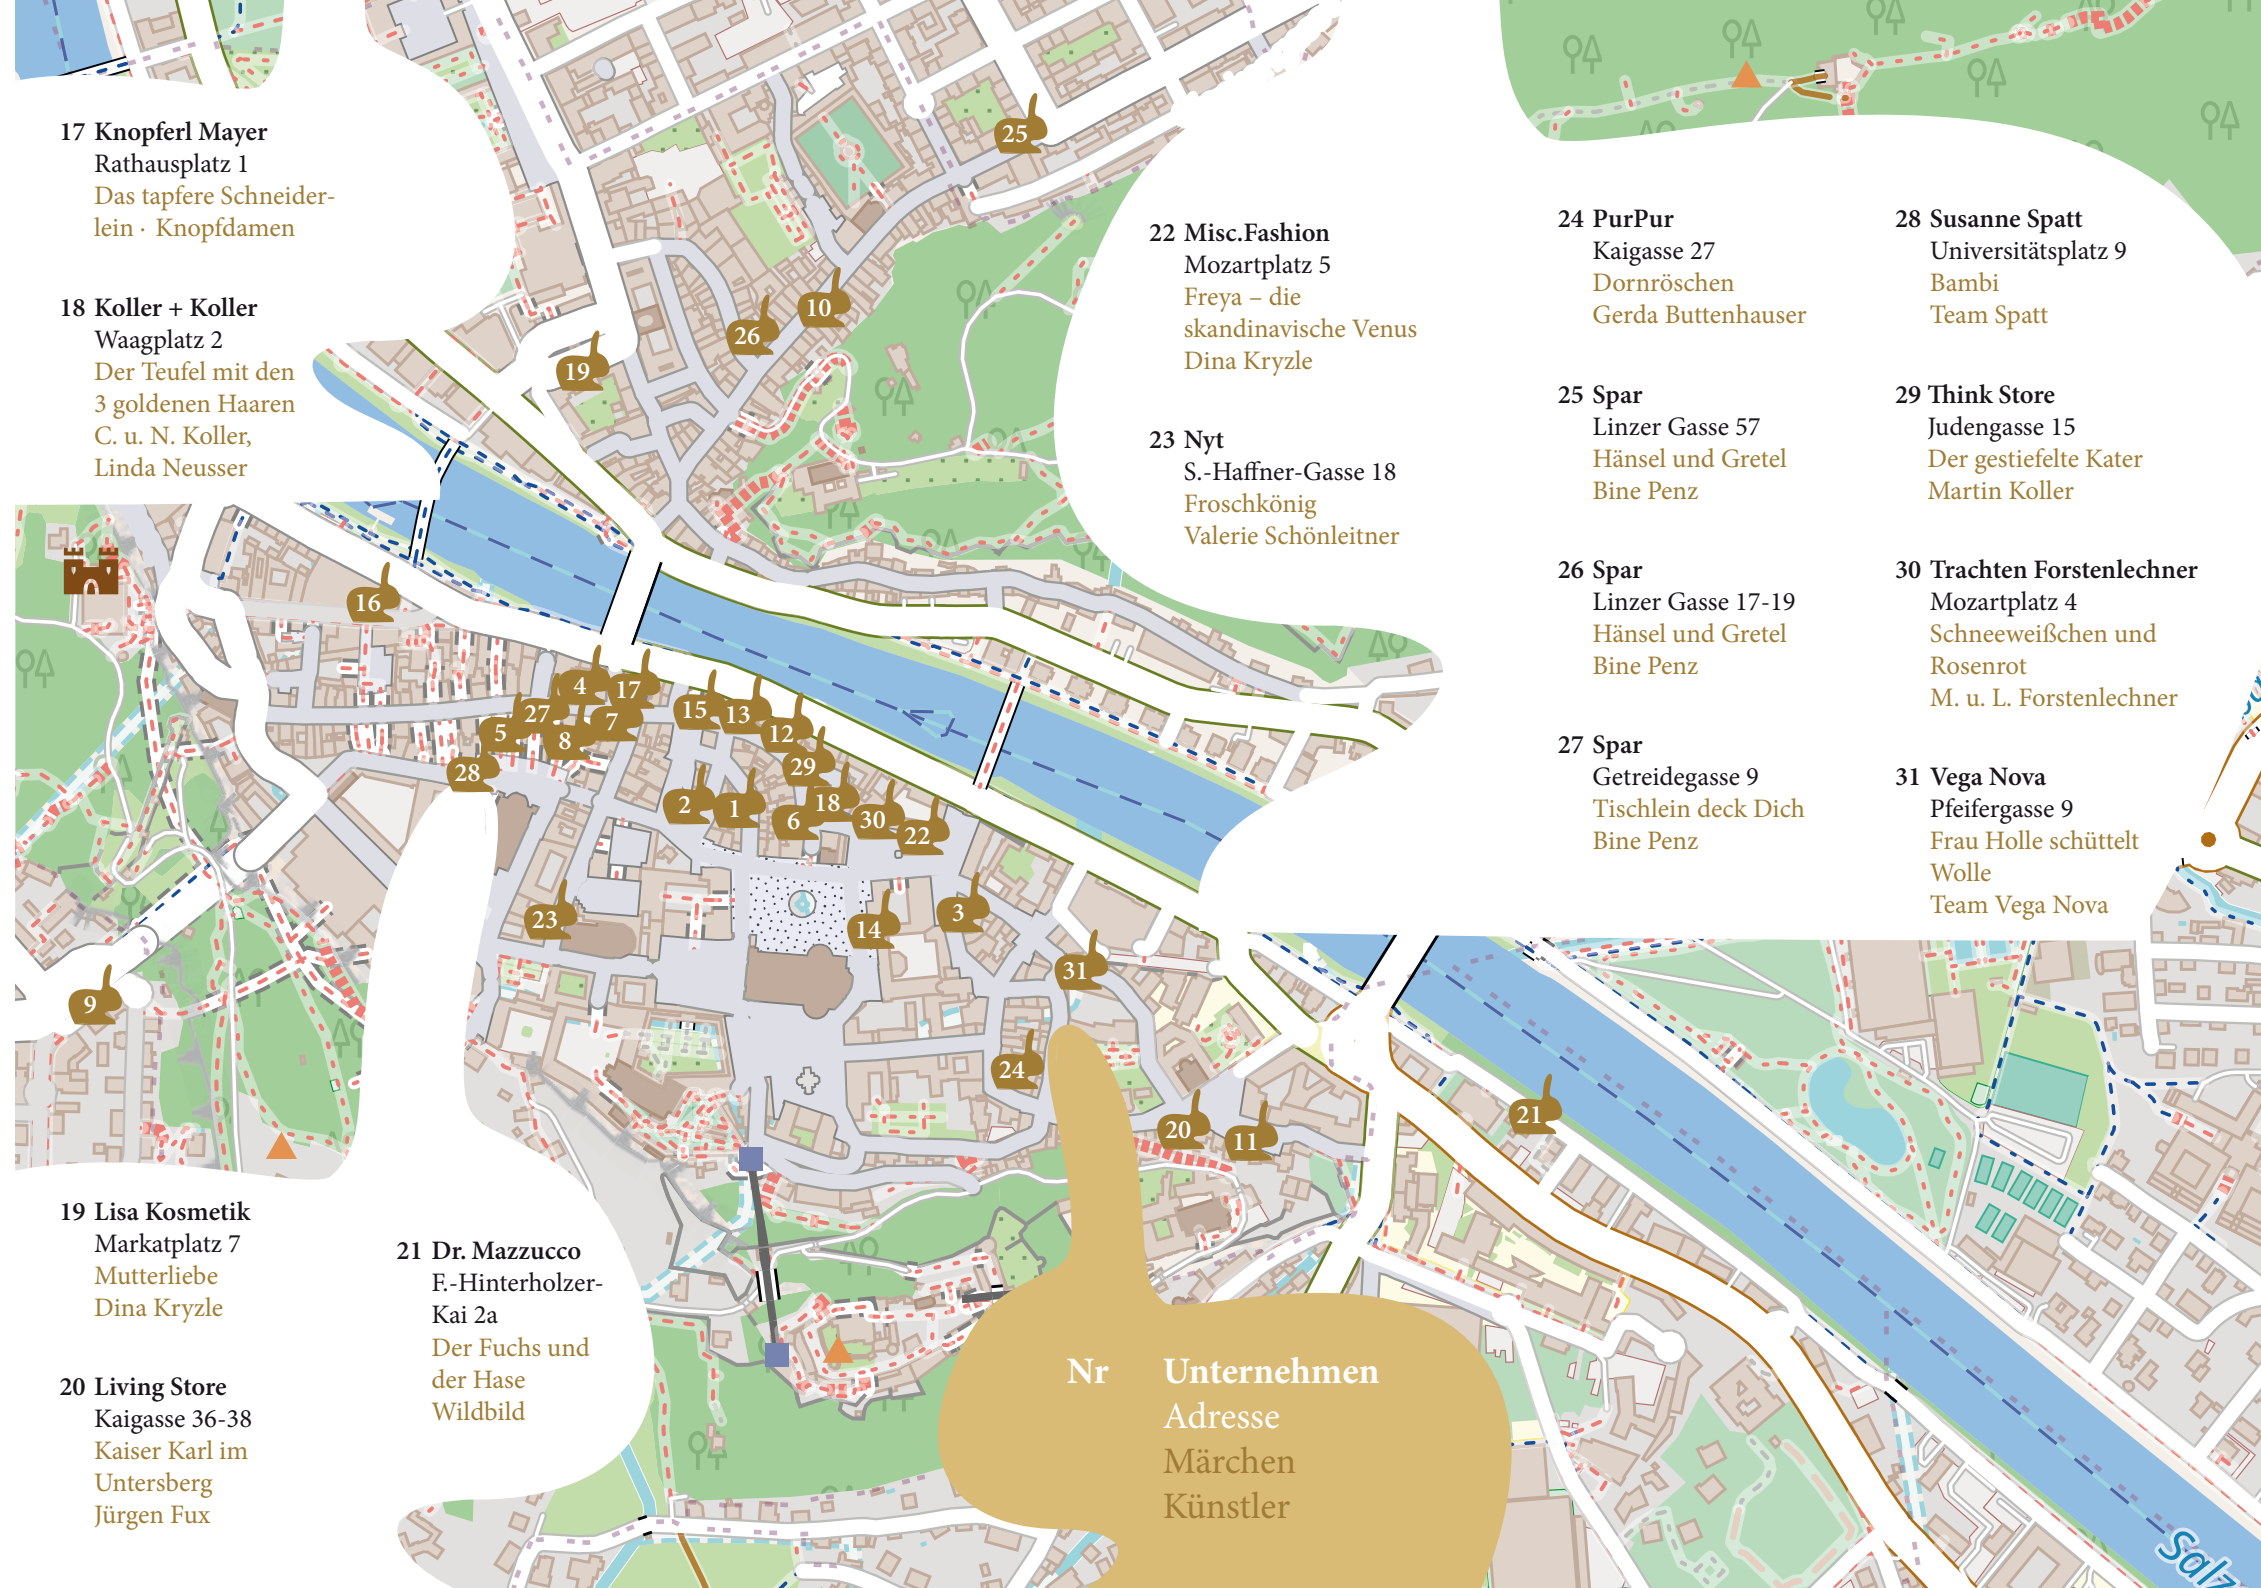 17 Knopferl Mayer
Rathausplatz 1
Das tapfere Schneider-
lein · Knopfdamen
18 Koller + Koller
Waagplatz 2
Der Teufel mit den
3 goldenen Haaren
C. u. N. Koller,
Linda Neusser
22 Misc.Fashion
Mozartplatz 5
Freya – die
skandinavische Venus
Dina Kryzle
23 Nyt
S.-Haffner-Gasse 18
Froschkönig
Valerie Schönleitner
24 PurPur
Kaigasse 27
Dornröschen
Gerda Buttenhauser
25 Spar
Linzer Gasse 57
Hänsel und Gretel
Bine Penz
26 Spar
Linzer Gasse 17-19
Hänsel und Gretel
Bine Penz
27 Spar
Getreidegasse 9
Tischlein deck Dich
Bine Penz
28 Susanne Spatt
Universitätsplatz 9
Bambi
Team Spatt
29 Think Store
Judengasse 15
Der gestiefelte Kater
Martin Koller
30 Trachten Forstenlechner
Mozartplatz 4
Schneeweißchen und
Rosenrot
M. u. L. Forstenlechner
31 Vega Nova
Pfeifergasse 9
Frau Holle schüttelt
Wolle
Team Vega Nova
25
10
26
19
16
4
17
27
7
15
13
5
8
12
28
29
2
1
18
6
30
22
23
3
14
31
9
24
21
20
11
19 Lisa Kosmetik
Markatplatz 7
Mutterliebe
Dina Kryzle
20 Living Store
Kaigasse 36-38
Kaiser Karl im
Untersberg
Jürgen Fux
21 Dr. Mazzucco
F.-Hinterholzer-
Kai 2a
Der Fuchs und
der Hase
Wildbild
Nr Unternehmen
Adresse
Märchen
Künstler
Salz